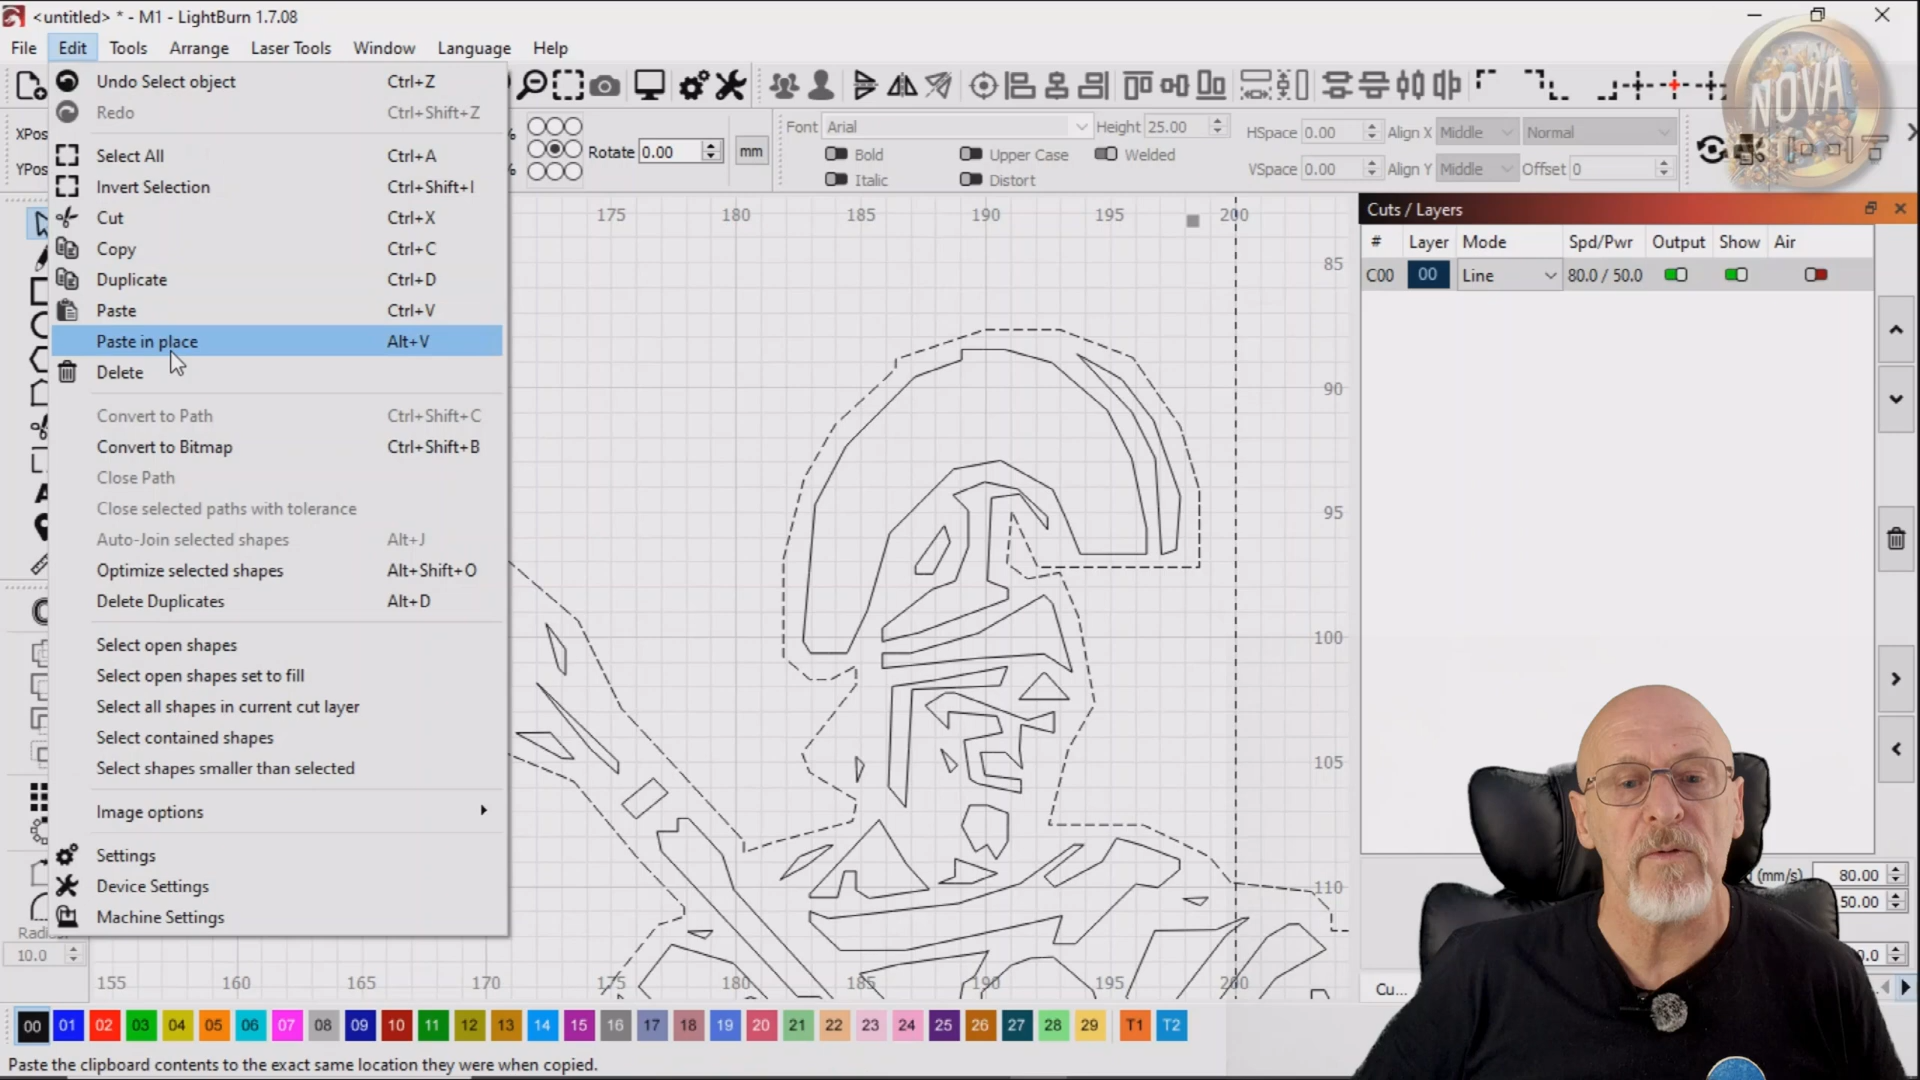 <untitled> * - M1 - LightBurn 1.7.08
File Edit Tools Arrange Laser Tools Window Language Help
Undo Select object Ctrl+Z
Redo Ctrl+Shift+Z
Select All Ctrl+A
Invert Selection Ctrl+Shift+I
Cut Ctrl+X
Copy Ctrl+C
Duplicate Ctrl+D
Paste Ctrl+V
Paste in place Alt+V
Delete
Convert to Path Ctrl+Shift+C
Convert to Bitmap Ctrl+Shift+B
Close Path
Close selected paths with tolerance
Auto-Join selected shapes Alt+J
Optimize selected shapes Alt+Shift+O
Delete Duplicates Alt+D
Select open shapes
Select open shapes set to fill
Select all shapes in current cut layer
Select contained shapes
Select shapes smaller than selected
Image options
Settings
Device Settings
Machine Settings
XPos
YPos
%
%
Rotate 0.00 mm
Font Arial Height 25.00
Bold Upper Case Welded
Italic Distort
HSpace 0.00 Align X Middle Normal
VSpace 0.00 Align Y Middle Offset 0
NOVA
175 180 185 190 195 200
85
90
95
100
105
110
155 160 165 170 175 180 185 190 195 200
Cuts / Layers
# Layer Mode Spd/Pwr Output Show Air
C00 00 Line 80.0 / 50.0
(mm/s) 80.00
50.00
Cu...
10.0
00 01 02 03 04 05 06 07 08 09 10 11 12 13 14 15 16 17 18 19 20 21 22 23 24 25 26 27 28 29 T1 T2
Paste the clipboard contents to the exact same location they were when copied.